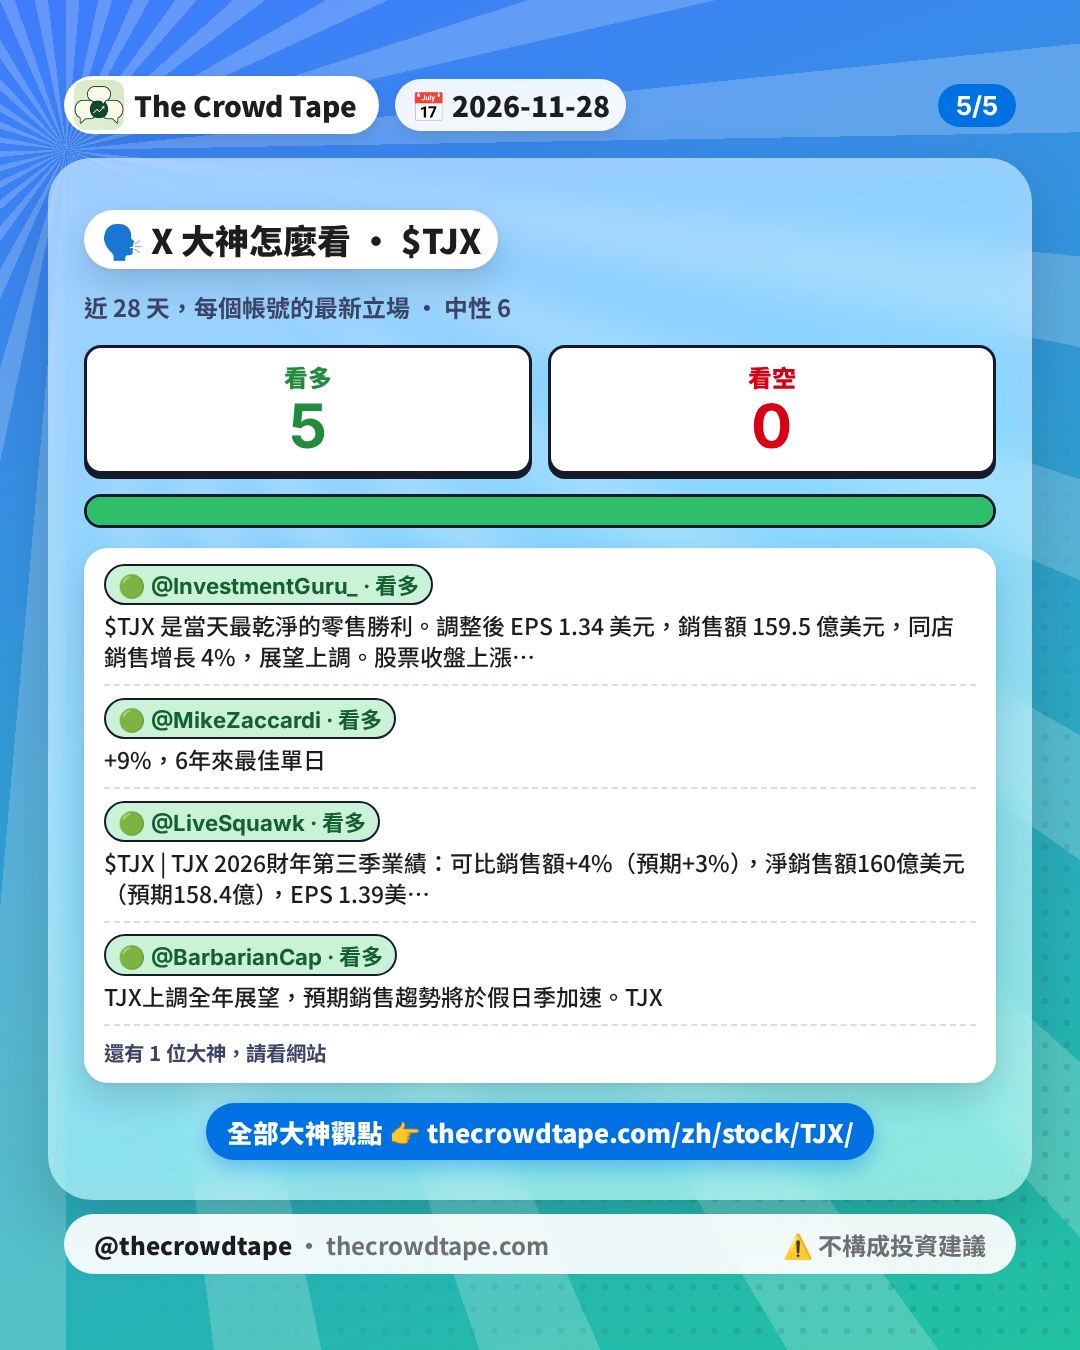 The Crowd Tape
2026-11-28
5/5
X 大神怎麼看 · $TJX
近 28 天，每個帳號的最新立場 · 中性 6
看多
5
看空
0
@InvestmentGuru_ · 看多
$TJX 是當天最乾淨的零售勝利。調整後 EPS 1.34 美元，銷售額 159.5 億美元，同店
銷售增長 4%，展望上調。股票收盤上漲…
@MikeZaccardi · 看多
+9%，6年來最佳單日
@LiveSquawk · 看多
$TJX | TJX 2026財年第三季業績：可比銷售額+4%（預期+3%），淨銷售額160億美元
（預期158.4億），EPS 1.39美…
@BarbarianCap · 看多
TJX上調全年展望，預期銷售趨勢將於假日季加速。TJX
還有 1 位大神，請看網站
全部大神觀點 👉 thecrowdtape.com/zh/stock/TJX/
@thecrowdtape · thecrowdtape.com
⚠️ 不構成投資建議